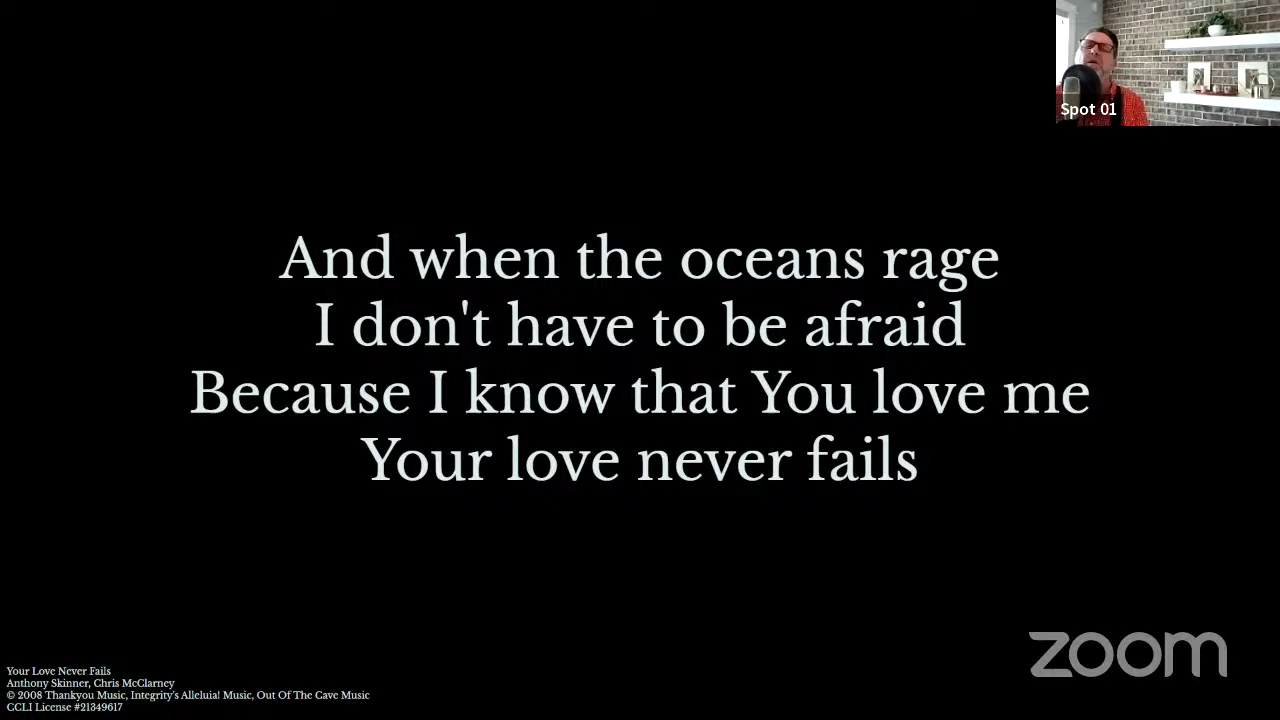 Spot 01
And when the oceans rage
I don't have to be afraid
Because I know that You love me
Your love never fails
zoom
Your Love Never Fails
Anthony Skinner, Chris McClarney
© 2008 Thankyou Music, Integrity's Alleluia! Music, Out Of The Cave Music
CCLI License #21349617